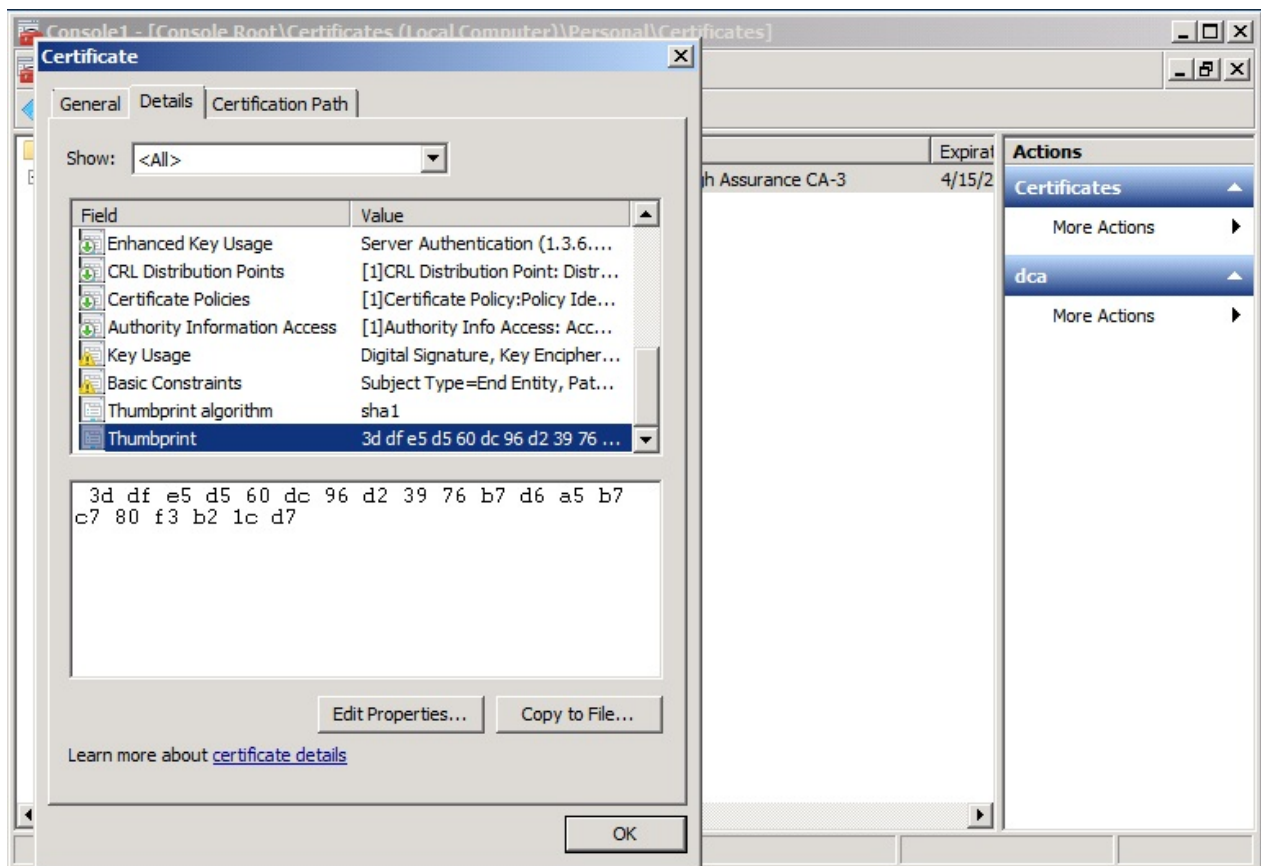 Console1 - [Console Root\Certificates (Local Computer)\Personal\Certificates]
Certificate
General Details Certification Path
Show: <All>
Field Value
Enhanced Key Usage Server Authentication (1.3.6....
CRL Distribution Points [1]CRL Distribution Point: Distr...
Certificate Policies [1]Certificate Policy:Policy Ide...
Authority Information Access [1]Authority Info Access: Acc...
Key Usage Digital Signature, Key Encipher...
Basic Constraints Subject Type=End Entity, Pat...
Thumbprint algorithm sha1
Thumbprint 3d df e5 d5 60 dc 96 d2 39 76 ...
3d df e5 d5 60 dc 96 d2 39 76 b7 d6 a5 b7
c7 80 f3 b2 1c d7
Edit Properties... Copy to File...
Learn more about certificate details
OK
Expirat
gh Assurance CA-3 4/15/2
Actions
Certificates
More Actions
dca
More Actions